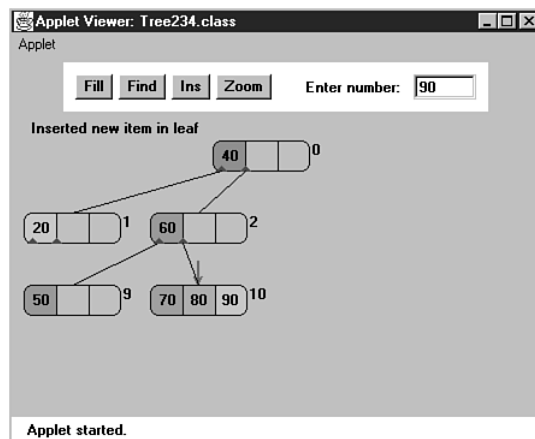 Applet Viewer: Tree234.class
Applet
Fill Find Ins Zoom Enter number: 90
Inserted new item in leaf
40 0
20 1 60 2
50 9 70 80 90 10
Applet started.